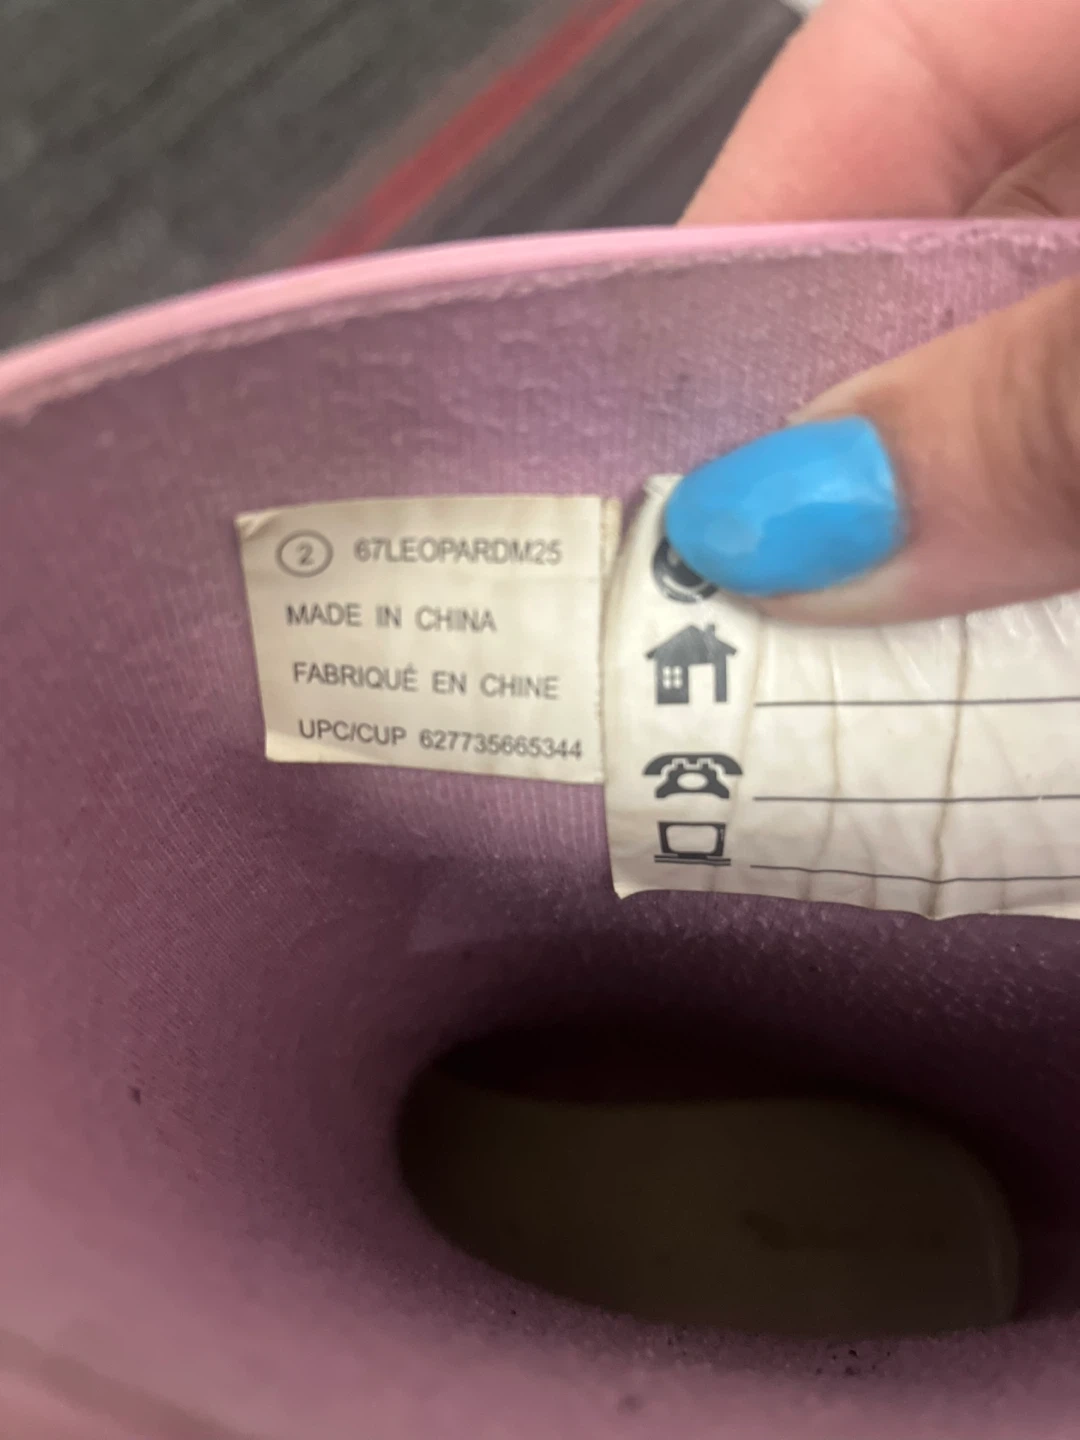 2 67LEOPARDM25
MADE IN CHINA
FABRIQUÉ EN CHINE
UPC/CUP 627735665344